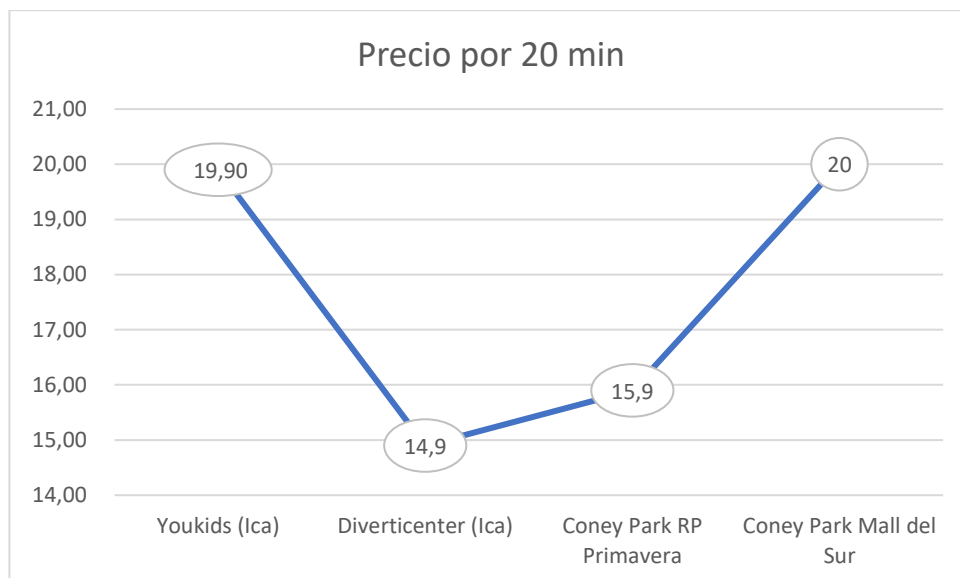 Precio por 20 min
21,00
20,00
19,00
18,00
17,00
16,00
15,00
14,00
19,90
14,9
15,9
20
Youkids (Ica)
Diverticenter (Ica)
Coney Park RP
Primavera
Coney Park Mall del
Sur